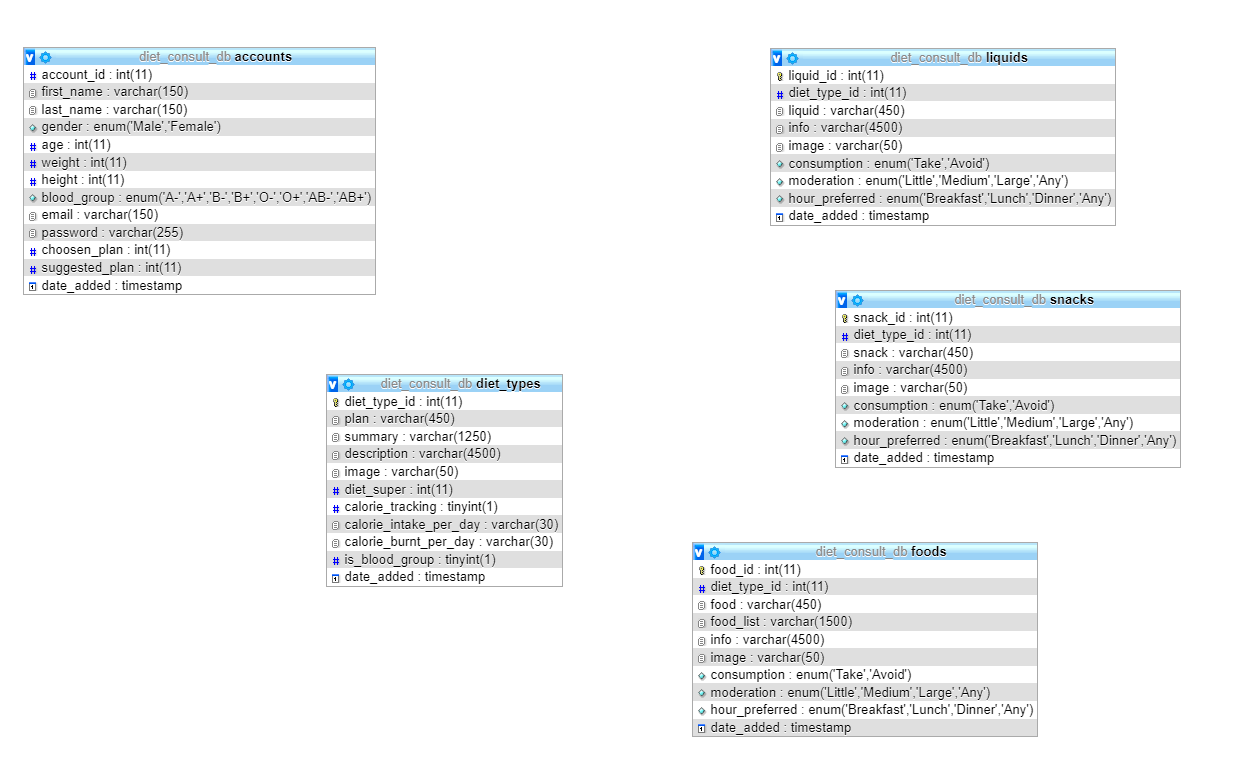 diet_consult_db accounts
account_id : int(11)
first_name : varchar(150)
last_name : varchar(150)
gender : enum('Male','Female')
age : int(11)
weight : int(11)
height : int(11)
blood_group : enum('A-','A+','B-','B+','O-','O+','AB-','AB+')
email : varchar(150)
password : varchar(255)
choosen_plan : int(11)
suggested_plan : int(11)
date_added : timestamp
diet_consult_db liquids
liquid_id : int(11)
diet_type_id : int(11)
liquid : varchar(450)
info : varchar(4500)
image : varchar(50)
consumption : enum('Take','Avoid')
moderation : enum('Little','Medium','Large','Any')
hour_preferred : enum('Breakfast','Lunch','Dinner','Any')
date_added : timestamp
diet_consult_db snacks
snack_id : int(11)
diet_type_id : int(11)
snack : varchar(450)
info : varchar(4500)
image : varchar(50)
consumption : enum('Take','Avoid')
moderation : enum('Little','Medium','Large','Any')
hour_preferred : enum('Breakfast','Lunch','Dinner','Any')
date_added : timestamp
diet_consult_db diet_types
diet_type_id : int(11)
plan : varchar(450)
summary : varchar(1250)
description : varchar(4500)
image : varchar(50)
diet_super : int(11)
calorie_tracking : tinyint(1)
calorie_intake_per_day : varchar(30)
calorie_burnt_per_day : varchar(30)
is_blood_group : tinyint(1)
date_added : timestamp
diet_consult_db foods
food_id : int(11)
diet_type_id : int(11)
food : varchar(450)
food_list : varchar(1500)
info : varchar(4500)
image : varchar(50)
consumption : enum('Take','Avoid')
moderation : enum('Little','Medium','Large','Any')
hour_preferred : enum('Breakfast','Lunch','Dinner','Any')
date_added : timestamp